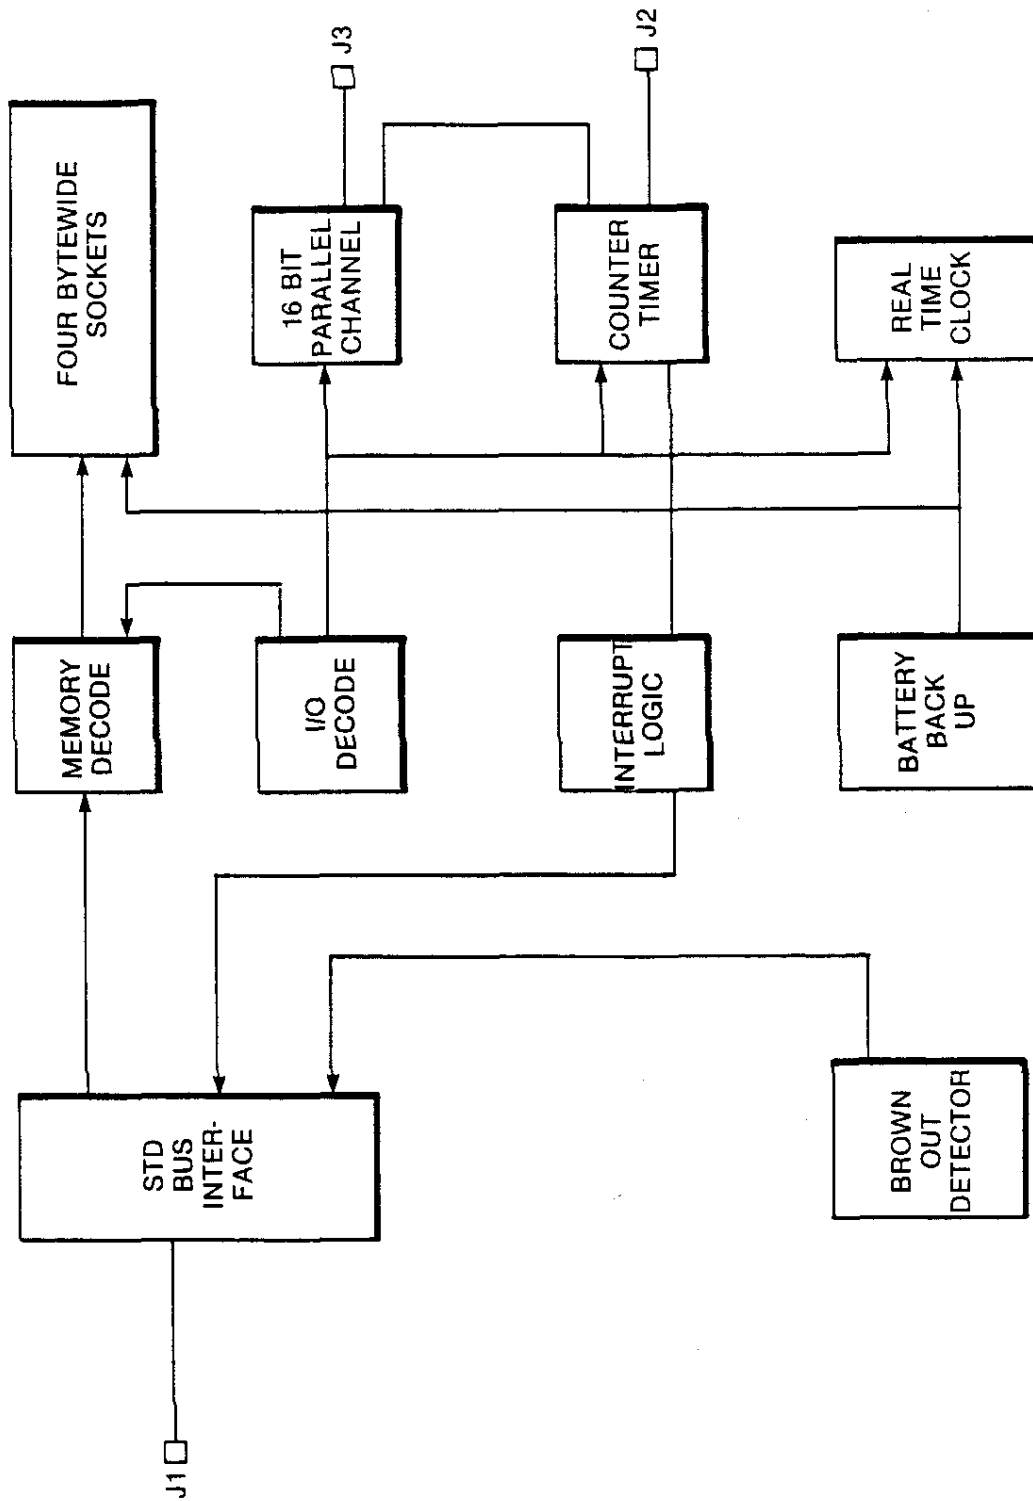 J1
STD
BUS
INTER-
FACE
BROWN
OUT
DETECTOR
MEMORY
DECODE
I/O
DECODE
INTERRUPT
LOGIC
BATTERY
BACK
UP
FOUR BYTEWIDE
SOCKETS
16 BIT
PARALLEL
CHANNEL
COUNTER
TIMER
REAL
TIME
CLOCK
J3
J2